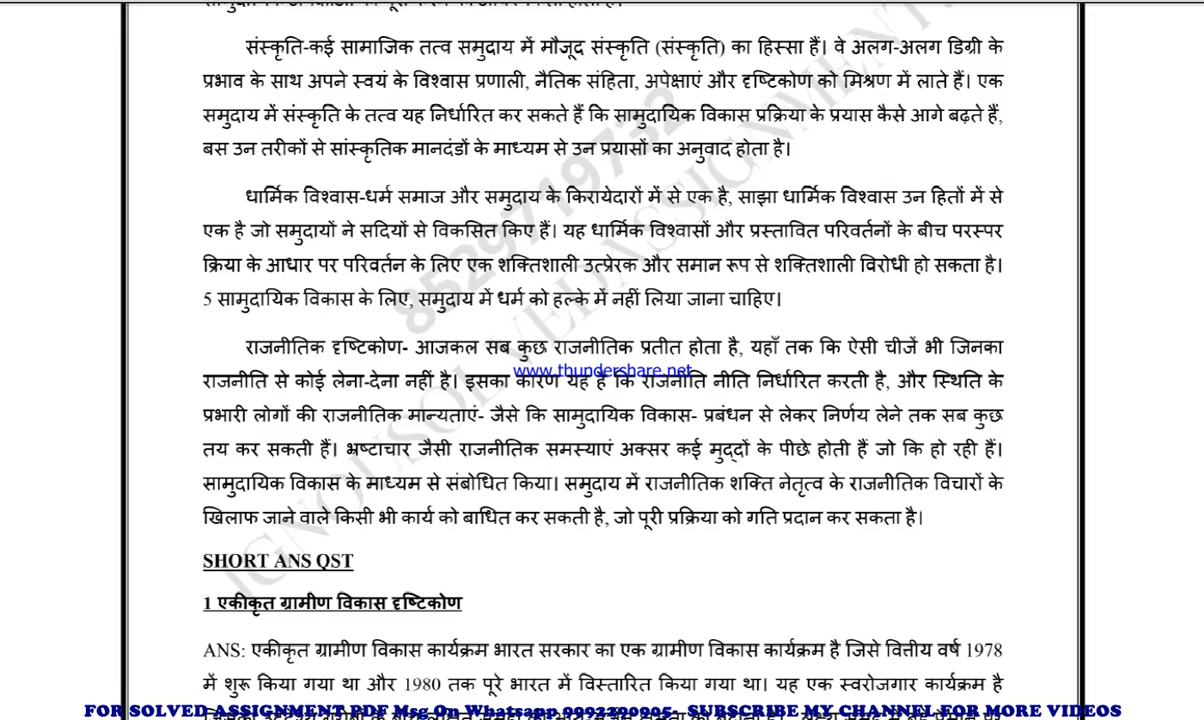 संस्कृति-कई सामाजिक तत्व समुदाय में मौजूद संस्कृति (संस्कृति) का हिस्सा हैं। वे अलग-अलग डिग्री के
प्रभाव के साथ अपने स्वयं के विश्वास प्रणाली, नैतिक संहिता, अपेक्षाएं और दृष्टिकोण को मिश्रण में लाते हैं। एक
समुदाय में संस्कृति के तत्व यह निर्धारित कर सकते हैं कि सामुदायिक विकास प्रक्रिया के प्रयास कैसे आगे बढ़ते हैं,
बस उन तरीकों से सांस्कृतिक मानदंडों के माध्यम से उन प्रयासों का अनुवाद होता है।
धार्मिक विश्वास-धर्म समाज और समुदाय के किरायेदारों में से एक है, साझा धार्मिक विश्वास उन हितों में से
एक है जो समुदायों ने सदियों से विकसित किए हैं। यह धार्मिक विश्वासों और प्रस्तावित परिवर्तनों के बीच परस्पर
क्रिया के आधार पर परिवर्तन के लिए एक शक्तिशाली उत्प्रेरक और समान रूप से शक्तिशाली विरोधी हो सकता है।
5 सामुदायिक विकास के लिए, समुदाय में धर्म को हल्के में नहीं लिया जाना चाहिए।
राजनीतिक दृष्टिकोण- आजकल सब कुछ राजनीतिक प्रतीत होता है, यहाँ तक कि ऐसी चीजें भी जिनका
www.thundershare.net
राजनीति से कोई लेना-देना नहीं है। इसका कारण यह है कि राजनीति नीति निर्धारित करती है, और स्थिति के
प्रभारी लोगों की राजनीतिक मान्यताएं- जैसे कि सामुदायिक विकास- प्रबंधन से लेकर निर्णय लेने तक सब कुछ
तय कर सकती हैं। भ्रष्टाचार जैसी राजनीतिक समस्याएं अक्सर कई मुद्दों के पीछे होती हैं जो कि हो रही हैं।
सामुदायिक विकास के माध्यम से संबोधित किया। समुदाय में राजनीतिक शक्ति नेतृत्व के राजनीतिक विचारों के
खिलाफ जाने वाले किसी भी कार्य को बाधित कर सकती है, जो पूरी प्रक्रिया को गति प्रदान कर सकता है।
SHORT ANS QST
1 एकीकृत ग्रामीण विकास दृष्टिकोण
ANS: एकीकृत ग्रामीण विकास कार्यक्रम भारत सरकार का एक ग्रामीण विकास कार्यक्रम है जिसे वित्तीय वर्ष 1978
में शुरू किया गया था और 1980 तक पूरे भारत में विस्तारित किया गया था। यह एक स्वरोजगार कार्यक्रम है
FOR SOLVED ASSIGNMENT PDF Msg On Whatsapp 9992290905- SUBSCRIBE MY CHANNEL FOR MORE VIDEOS
8529719732